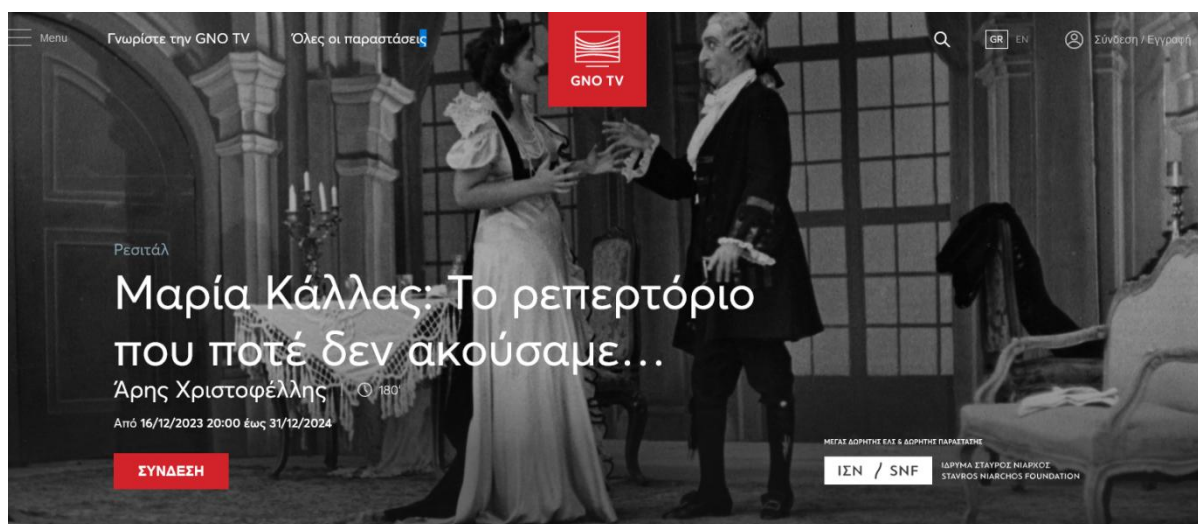 Menu
Γνωρίστε την GNO TV
Όλες οι παραστάσεις
GNO TV
GR EN
Σύνδεση / Εγγραφή
Ρεσιτάλ
Μαρία Κάλλας: Το ρεπερτόριο
που ποτέ δεν ακούσαμε...
Άρης Χριστοφέλλης 180'
Από 16/12/2023 20:00 έως 31/12/2024
ΣΥΝΔΕΣΗ
ΜΕΓΑΣ ΔΩΡΗΤΗΣ ΕΛΣ & ΔΩΡΗΤΗΣ ΠΑΡΑΣΤΑΣΗΣ
ΙΣΝ / SNF
ΙΔΡΥΜΑ ΣΤΑΥΡΟΣ ΝΙΑΡΧΟΣ
STAVROS NIARCHOS FOUNDATION